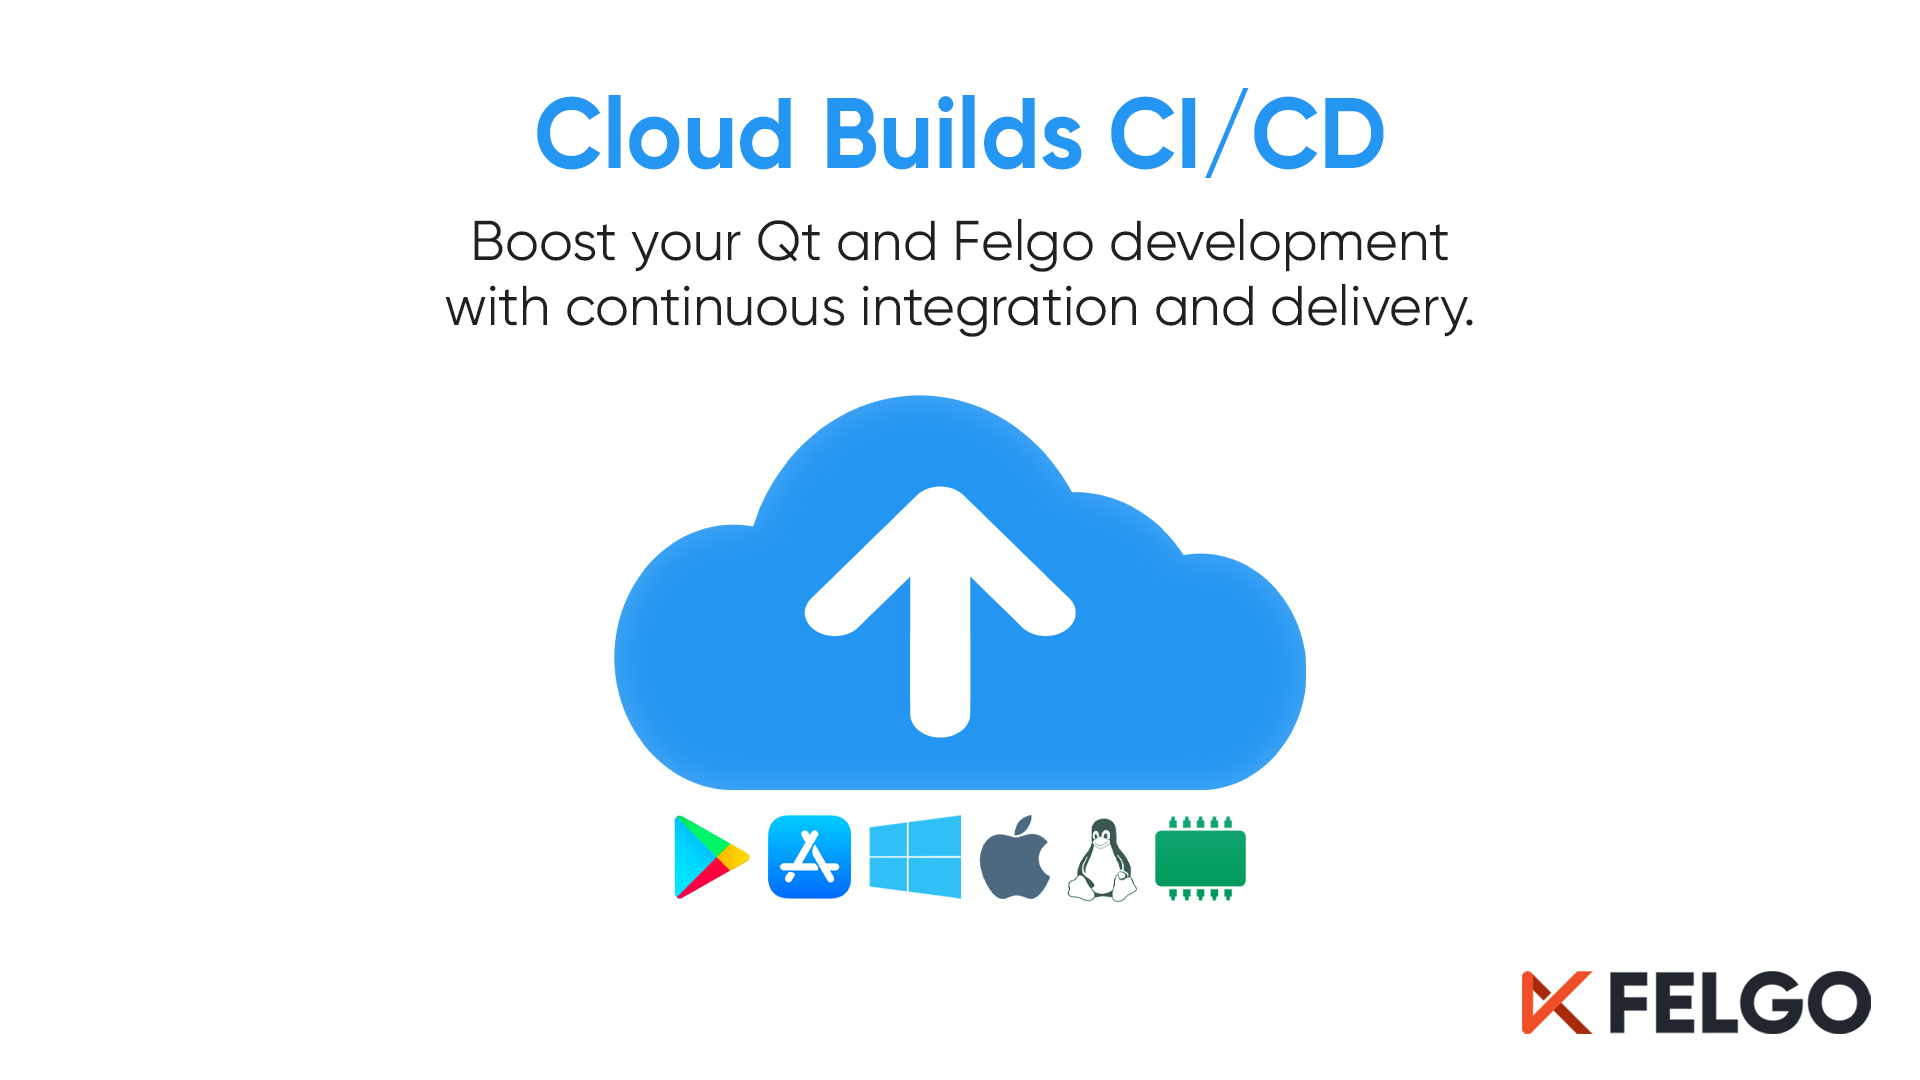 Cloud Builds CI/CD
Boost your Qt and Felgo development
with continuous integration and delivery.
FELGO